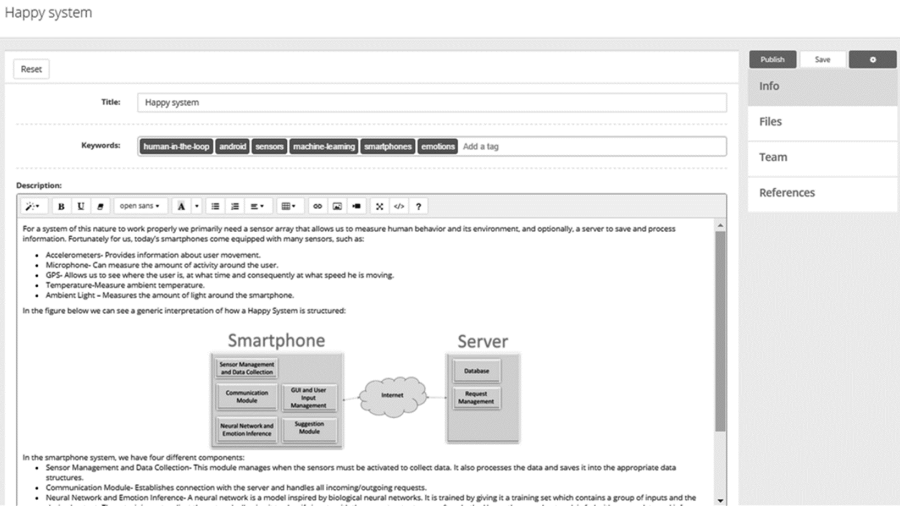 Happy system
Reset
Publish
Save
Title:
Happy system
Keywords:
human-in-the-loop android sensors machine-learning smartphones emotions Add a tag
Info
Files
Team
References
Description:
B U open sans A ?
For a system of this nature to work properly we primarily need a sensor array that allows us to measure human behavior and its environment, and optionally, a server to save and process
information. Fortunately for us, today's smartphones come equipped with many sensors, such as:
• Accelerometers- Provides information about user movement.
• Microphone- Can measure the amount of activity around the user.
• GPS- Allows us to see where the user is, at what time and consequently at what speed he is moving.
• Temperature-Measure ambient temperature.
• Ambient Light – Measures the amount of light around the smartphone.
In the figure below we can see a generic interpretation of how a Happy System is structured:
Smartphone
Sensor Management
and Data Collection
Communication
Module
GUI and User
Input
Management
Neural Network and
Emotion Inference
Suggestion
Module
Internet
Server
Database
Request
Management
In the smartphone system, we have four different components:
• Sensor Management and Data Collection- This module manages when the sensors must be activated to collect data. It also processes the data and saves it into the appropriate data
structures.
• Communication Module- Establishes connection with the server and handles all incoming/outgoing requests.
• Neural Network and Emotion Inference- A neural network is a model inspired by biological neural networks. It is trained by giving it a training set which contains a group of inputs and the